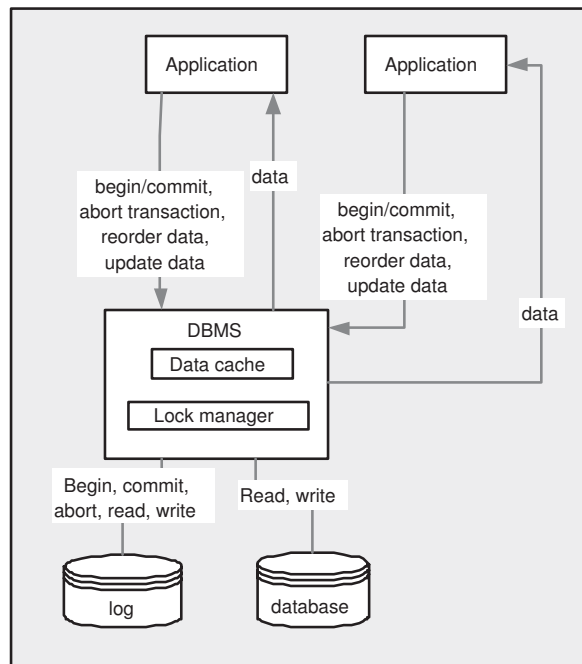 Application
Application
begin/commit,
abort transaction,
reorder data,
update data
data
begin/commit,
abort transaction,
reorder data,
update data
data
DBMS
Data cache
Lock manager
Begin, commit,
abort, read, write
Read, write
log
database